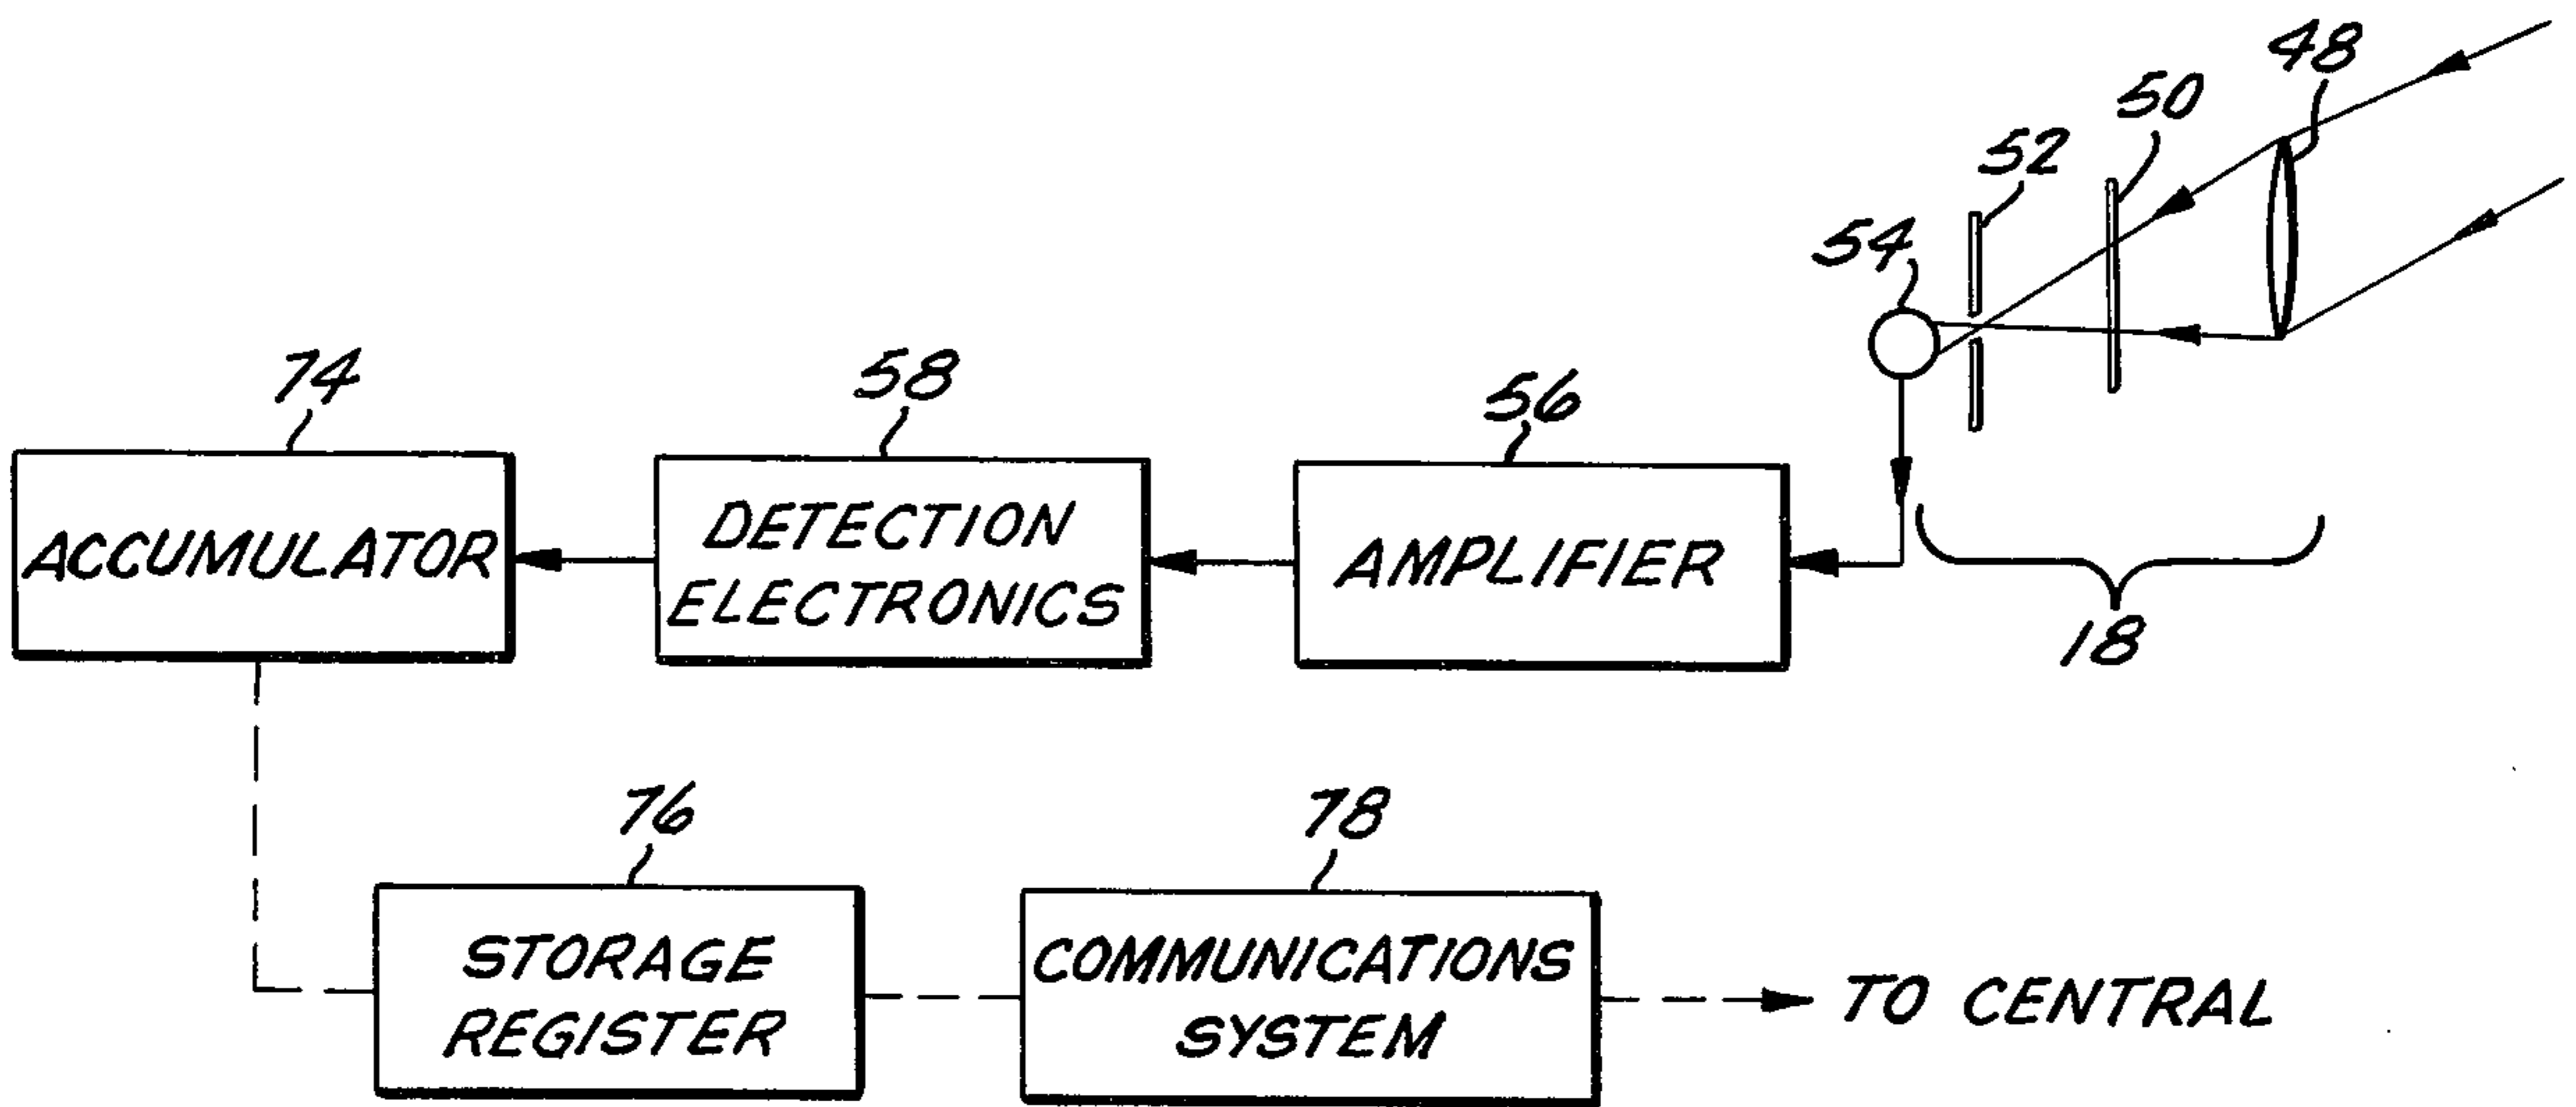 48
50
52
54
74
58
56
ACCUMULATOR
DETECTION
ELECTRONICS
AMPLIFIER
18
76
78
STORAGE
REGISTER
COMMUNICATIONS
SYSTEM
TO CENTRAL